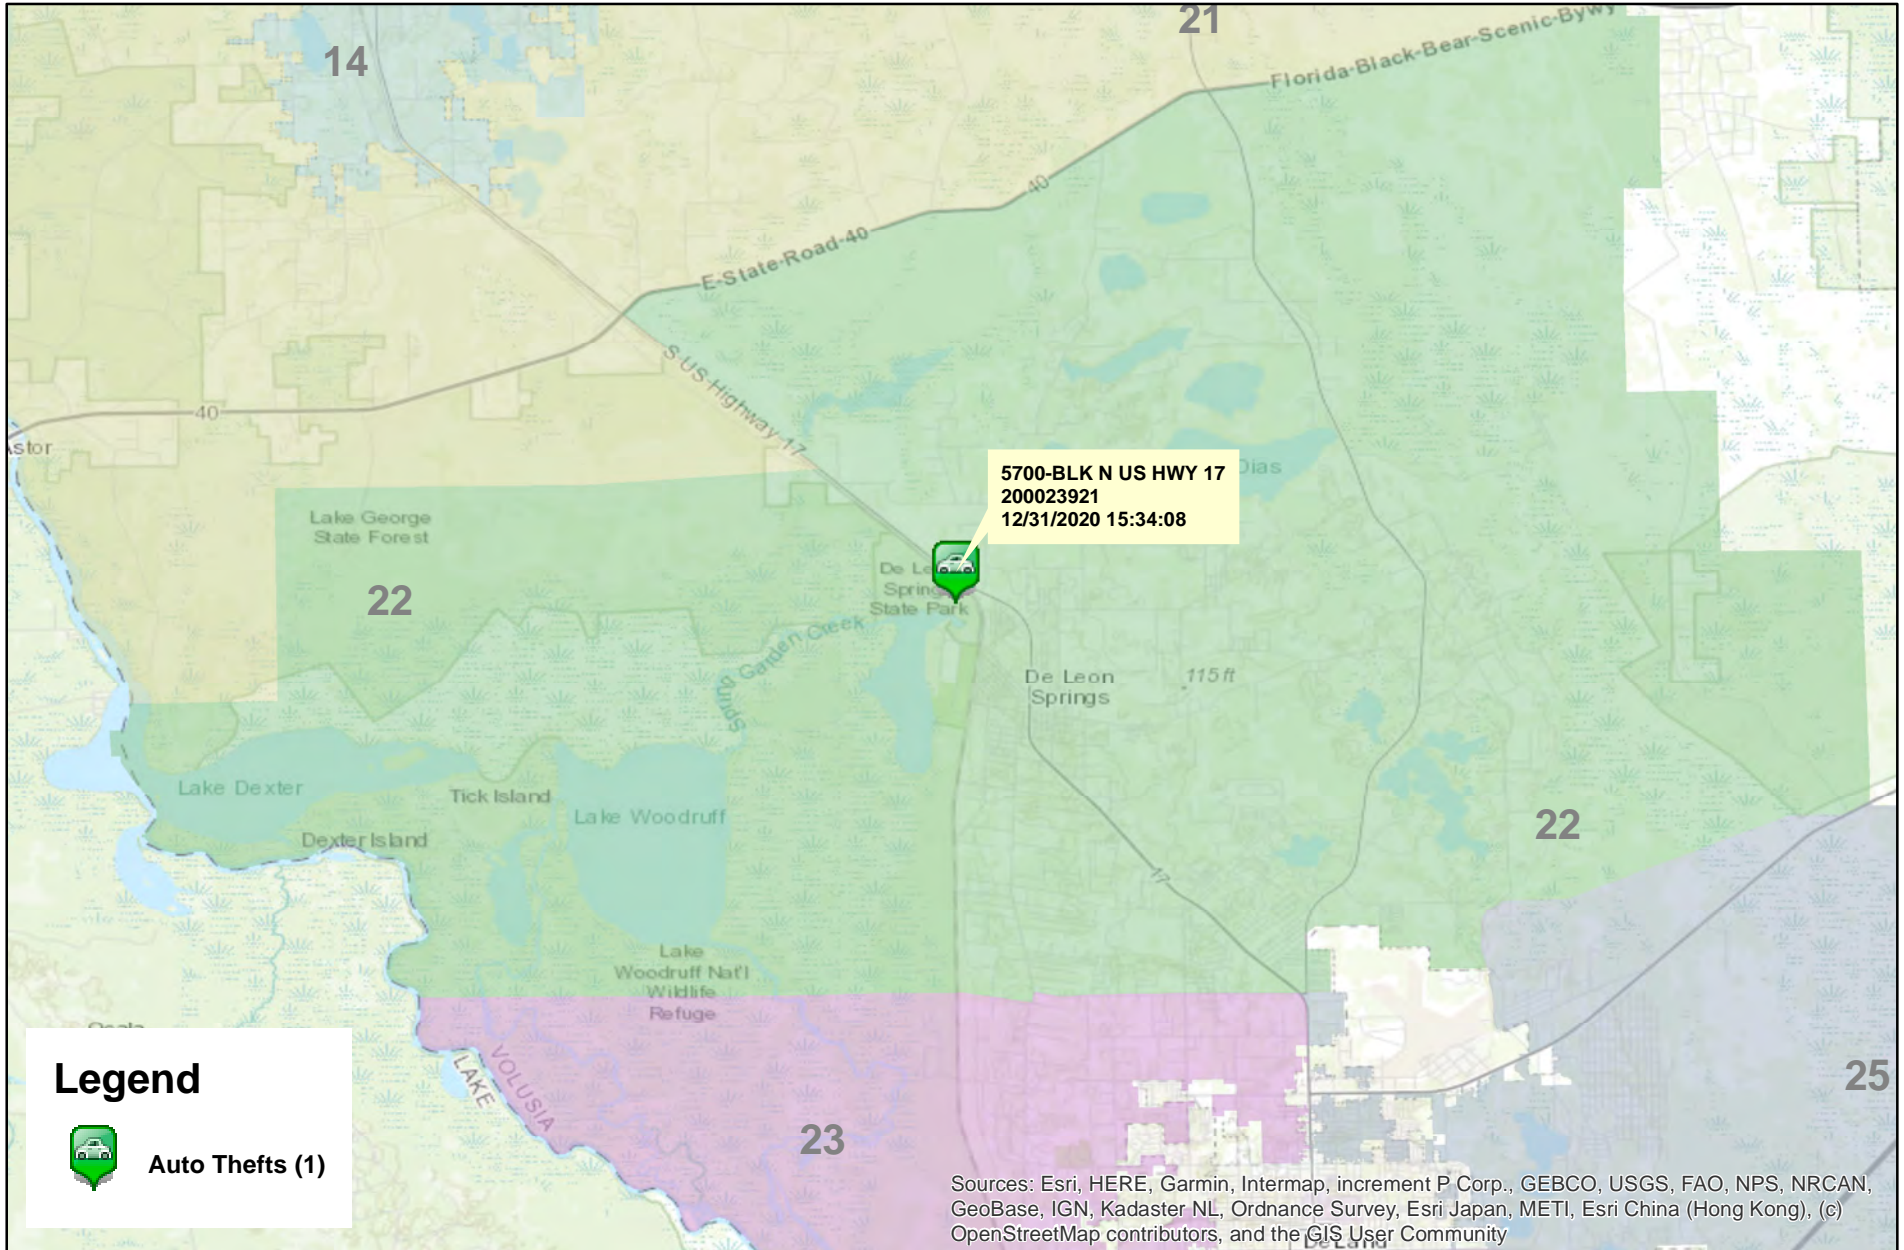 21
14
Florida-Black-Bear-Scenic-Bywy
40
E-State-Road-40
S-US-Highway-17
40
Astor
5700-BLK N US HWY 17
200023921
12/31/2020 15:34:08
Dias
Lake George
State Forest
22
De Le
Spring
State Park
Spring Garden Creek
De Leon
Springs
115 ft
Lake Dexter
Tick Island
Lake Woodruff
Dexter Island
22
17
Lake
Woodruff Nat'l
Wildlife
Refuge
Legend
Auto Thefts (1)
VOLUSIA
LAKE
23
25
Sources: Esri, HERE, Garmin, Intermap, increment P Corp., GEBCO, USGS, FAO, NPS, NRCAN,
GeoBase, IGN, Kadaster NL, Ordnance Survey, Esri Japan, METI, Esri China (Hong Kong), (c)
OpenStreetMap contributors, and the GIS User Community
DeLand